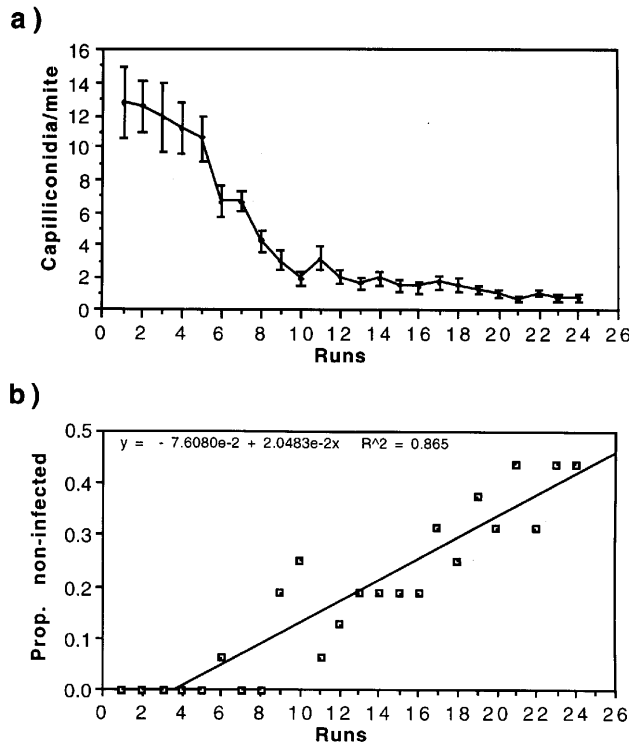 a)
Capilliconidia/mite
16
14
12
10
8
6
4
2
0
0 2 4 6 8 10 12 14 16 18 20 22 24 26
Runs
b)
Prop. non-infected
y = - 7.6080e-2 + 2.0483e-2x R^2 = 0.865
0.5
0.4
0.3
0.2
0.1
0.0
0 2 4 6 8 10 12 14 16 18 20 22 24 26
Runs